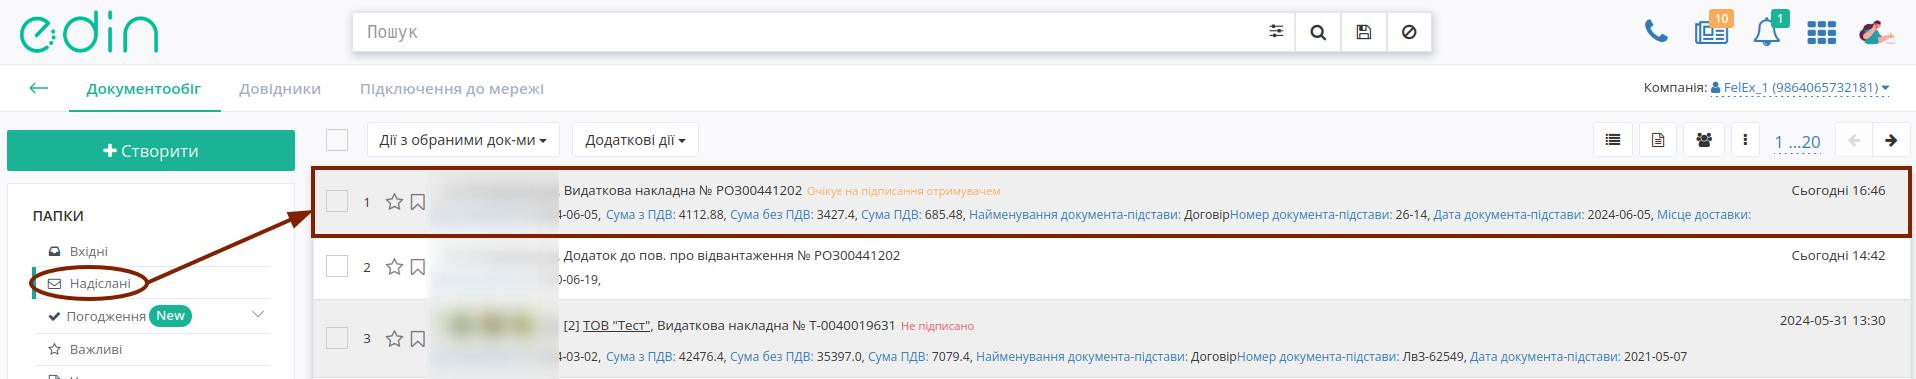 edin
Пошук
10
1
Документообіг Довідники Підключення до мережі
Компанія: FelEx_1 (9864065732181)
Створити
Дії з обраними док-ми Додаткові дії
1 ...20
ПАПКИ
Вхідні
Надіслані
Погодження New
Важливі
1 , Видаткова накладна № РО300441202 Очікує на підписання отримувачем Сьогодні 16:46
4-06-05, Сума з ПДВ: 4112.88, Сума без ПДВ: 3427.4, Сума ПДВ: 685.48, Найменування документа-підстави: ДоговірНомер документа-підстави: 26-14, Дата документа-підстави: 2024-06-05, Місце доставки:
2 , Додаток до пов. про відвантаження № РО300441202 Сьогодні 14:42
0-06-19,
3 [2] ТОВ "Тест", Видаткова накладна № Т-0040019631 Не підписано 2024-05-31 13:30
4-03-02, Сума з ПДВ: 42476.4, Сума без ПДВ: 35397.0, Сума ПДВ: 7079.4, Найменування документа-підстави: ДоговірНомер документа-підстави: ЛвЗ-62549, Дата документа-підстави: 2021-05-07